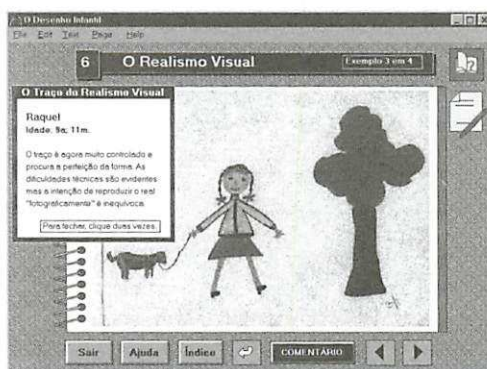 O Desenho Infantil
File Edit Text Page Help
6 O Realismo Visual Exemplo 3 em 4
O Traço do Realismo Visual
Raquel
Idade: 9a; 11m.
O traço é agora muito controlado e
procura a perfeição da forma. As
dificuldades técnicas são evidentes
mas a intenção de reproduzir o real
"fotograficamente" é inequívoca.
Para fechar, clique duas vezes.
Sair Ajuda Índice COMENTÁRIO